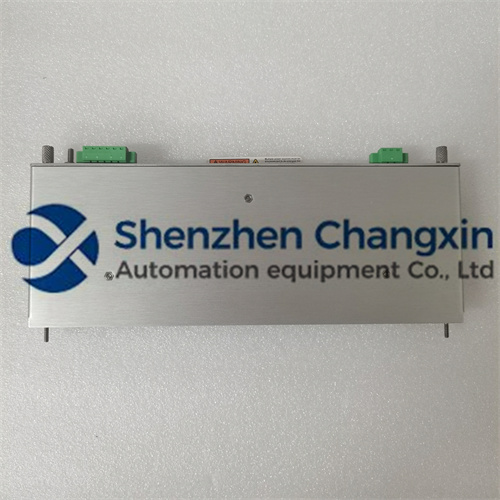 Shenzhen Changxin
Automation equipment Co., Ltd